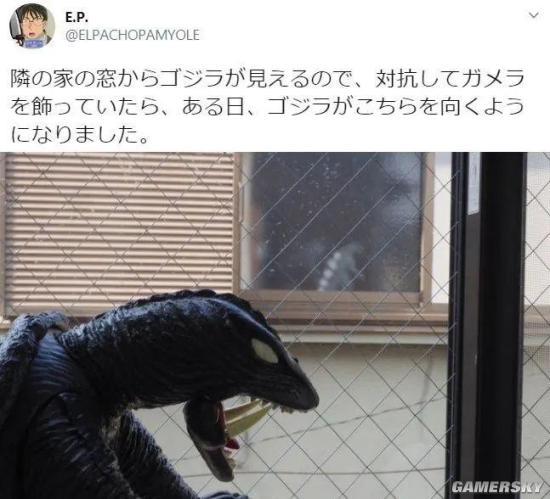 E.P.
@ELPACHOPAMYOLE
隣の家の窓からゴジラが見えるので、対抗してガメラ
を飾っていたら、ある日、ゴジラがこちらを向くよう
になりました。
GAMERSKY